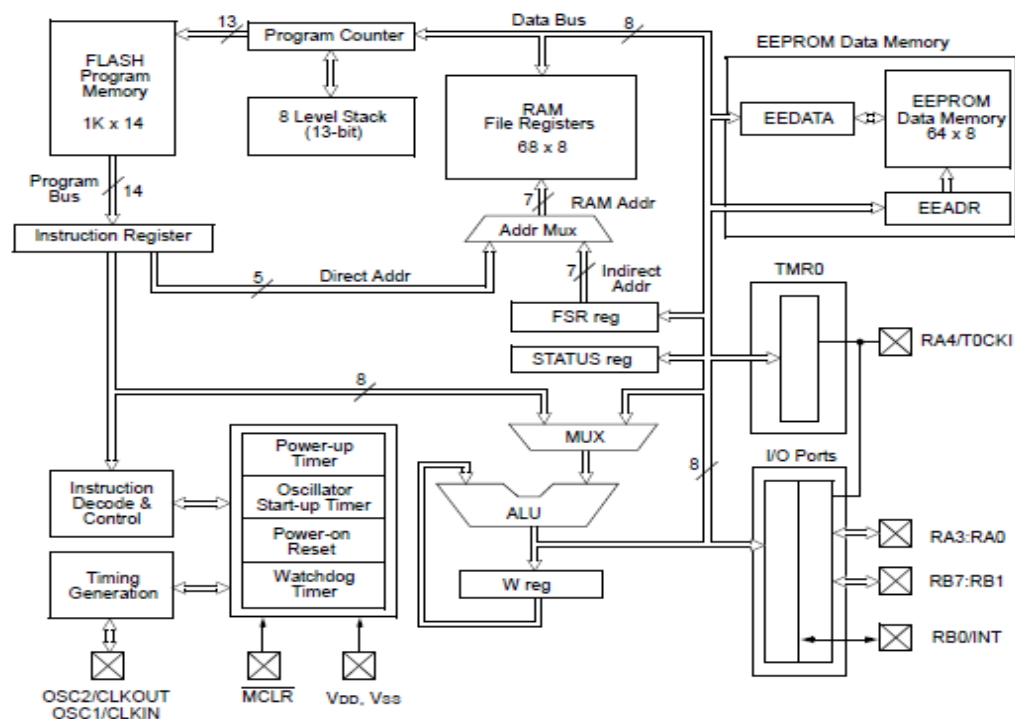 13
Program Counter
Data Bus
8
EEPROM Data Memory
FLASH
Program
Memory
1K x 14
8 Level Stack
(13-bit)
RAM
File Registers
68 x 8
EEDATA
EEPROM
Data Memory
64 x 8
EEADR
Program
Bus
14
7
RAM Addr
Instruction Register
Addr Mux
5
Direct Addr
7
Indirect
Addr
FSR reg
STATUS reg
TMR0
RA4/T0CKI
8
MUX
I/O Ports
Power-up
Timer
Oscillator
Start-up Timer
Power-on
Reset
Watchdog
Timer
Instruction
Decode &
Control
Timing
Generation
ALU
8
W reg
RA3:RA0
RB7:RB1
RB0/INT
OSC2/CLKOUT
OSC1/CLKIN
MCLR
VDD, VSS